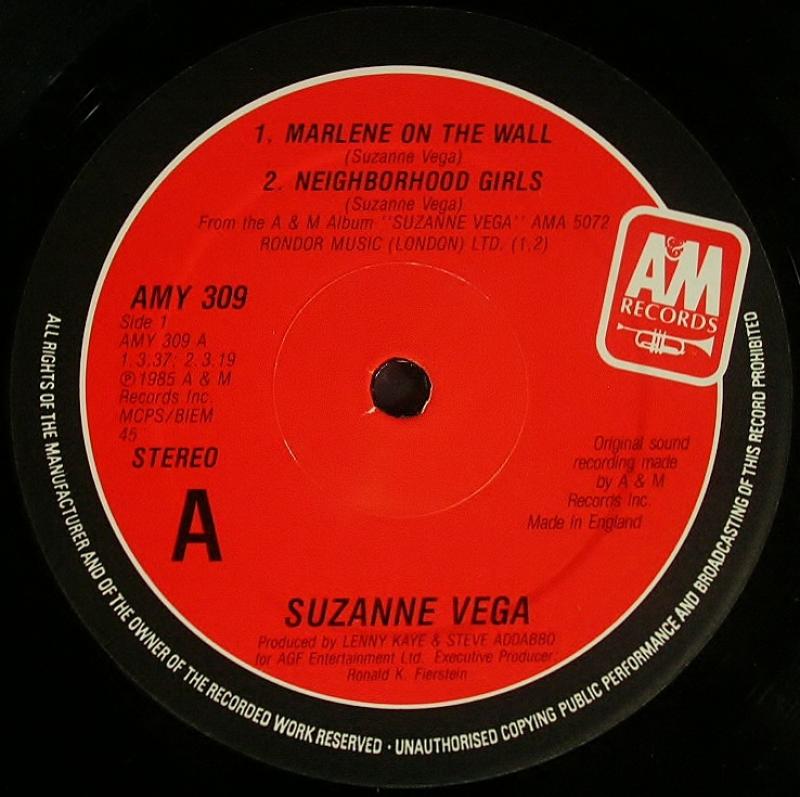 1. MARLENE ON THE WALL
(Suzanne Vega)
2. NEIGHBORHOOD GIRLS
(Suzanne Vega)
From the A & M Album "SUZANNE VEGA" AMA 5072
RONDOR MUSIC (LONDON) LTD. (1,2)
A&M
RECORDS
AMY 309
Side 1
AMY 309 A
1.3.37; 2.3.19
℗ 1985 A & M
Records Inc.
MCPS/BIEM
45
STEREO
A
Original sound
recording made
by A & M
Records Inc.
Made in England
SUZANNE VEGA
Produced by LENNY KAYE & STEVE ADDABBO
for AGF Entertainment Ltd. Executive Producer:
Ronald K. Fierstein
ALL RIGHTS OF THE MANUFACTURER AND OF THE OWNER OF THE RECORDED WORK RESERVED · UNAUTHORISED COPYING PUBLIC PERFORMANCE AND BROADCASTING OF THIS RECORD PROHIBITED